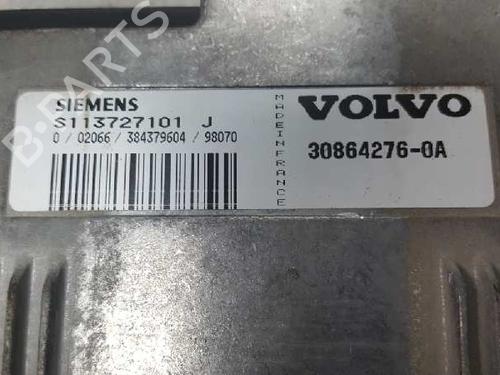 SIEMENS
S113727101 J
0 / 02066 / 384379604 / 98070
MADE IN FRANCE
VOLVO
30864276-0A
B-PARTS